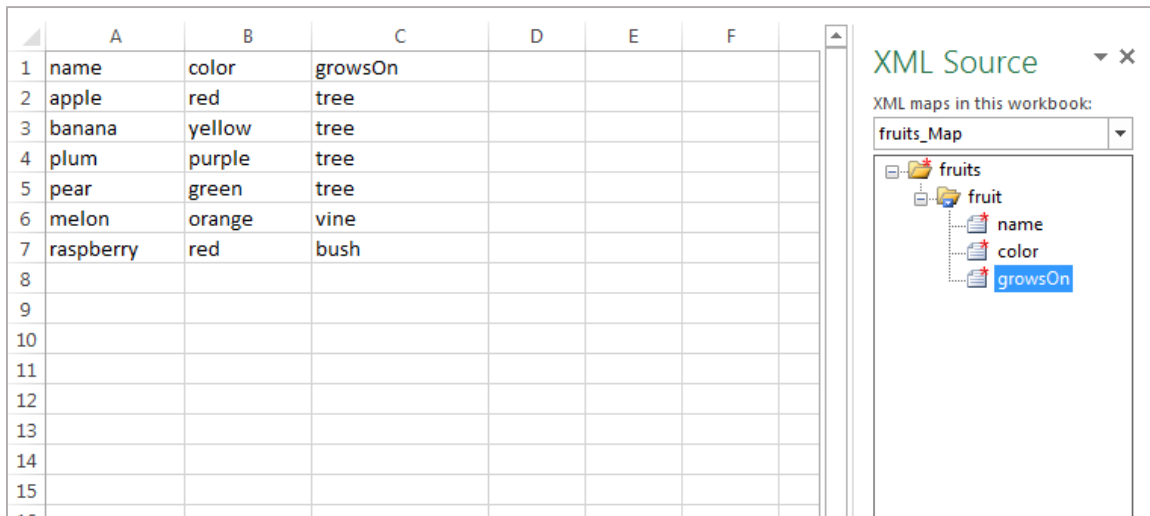 A B C D E F
1 name color growsOn
2 apple red tree
3 banana yellow tree
4 plum purple tree
5 pear green tree
6 melon orange vine
7 raspberry red bush
8
9
10
11
12
13
14
15
XML Source
XML maps in this workbook:
fruits_Map
fruits
fruit
name
color
growsOn